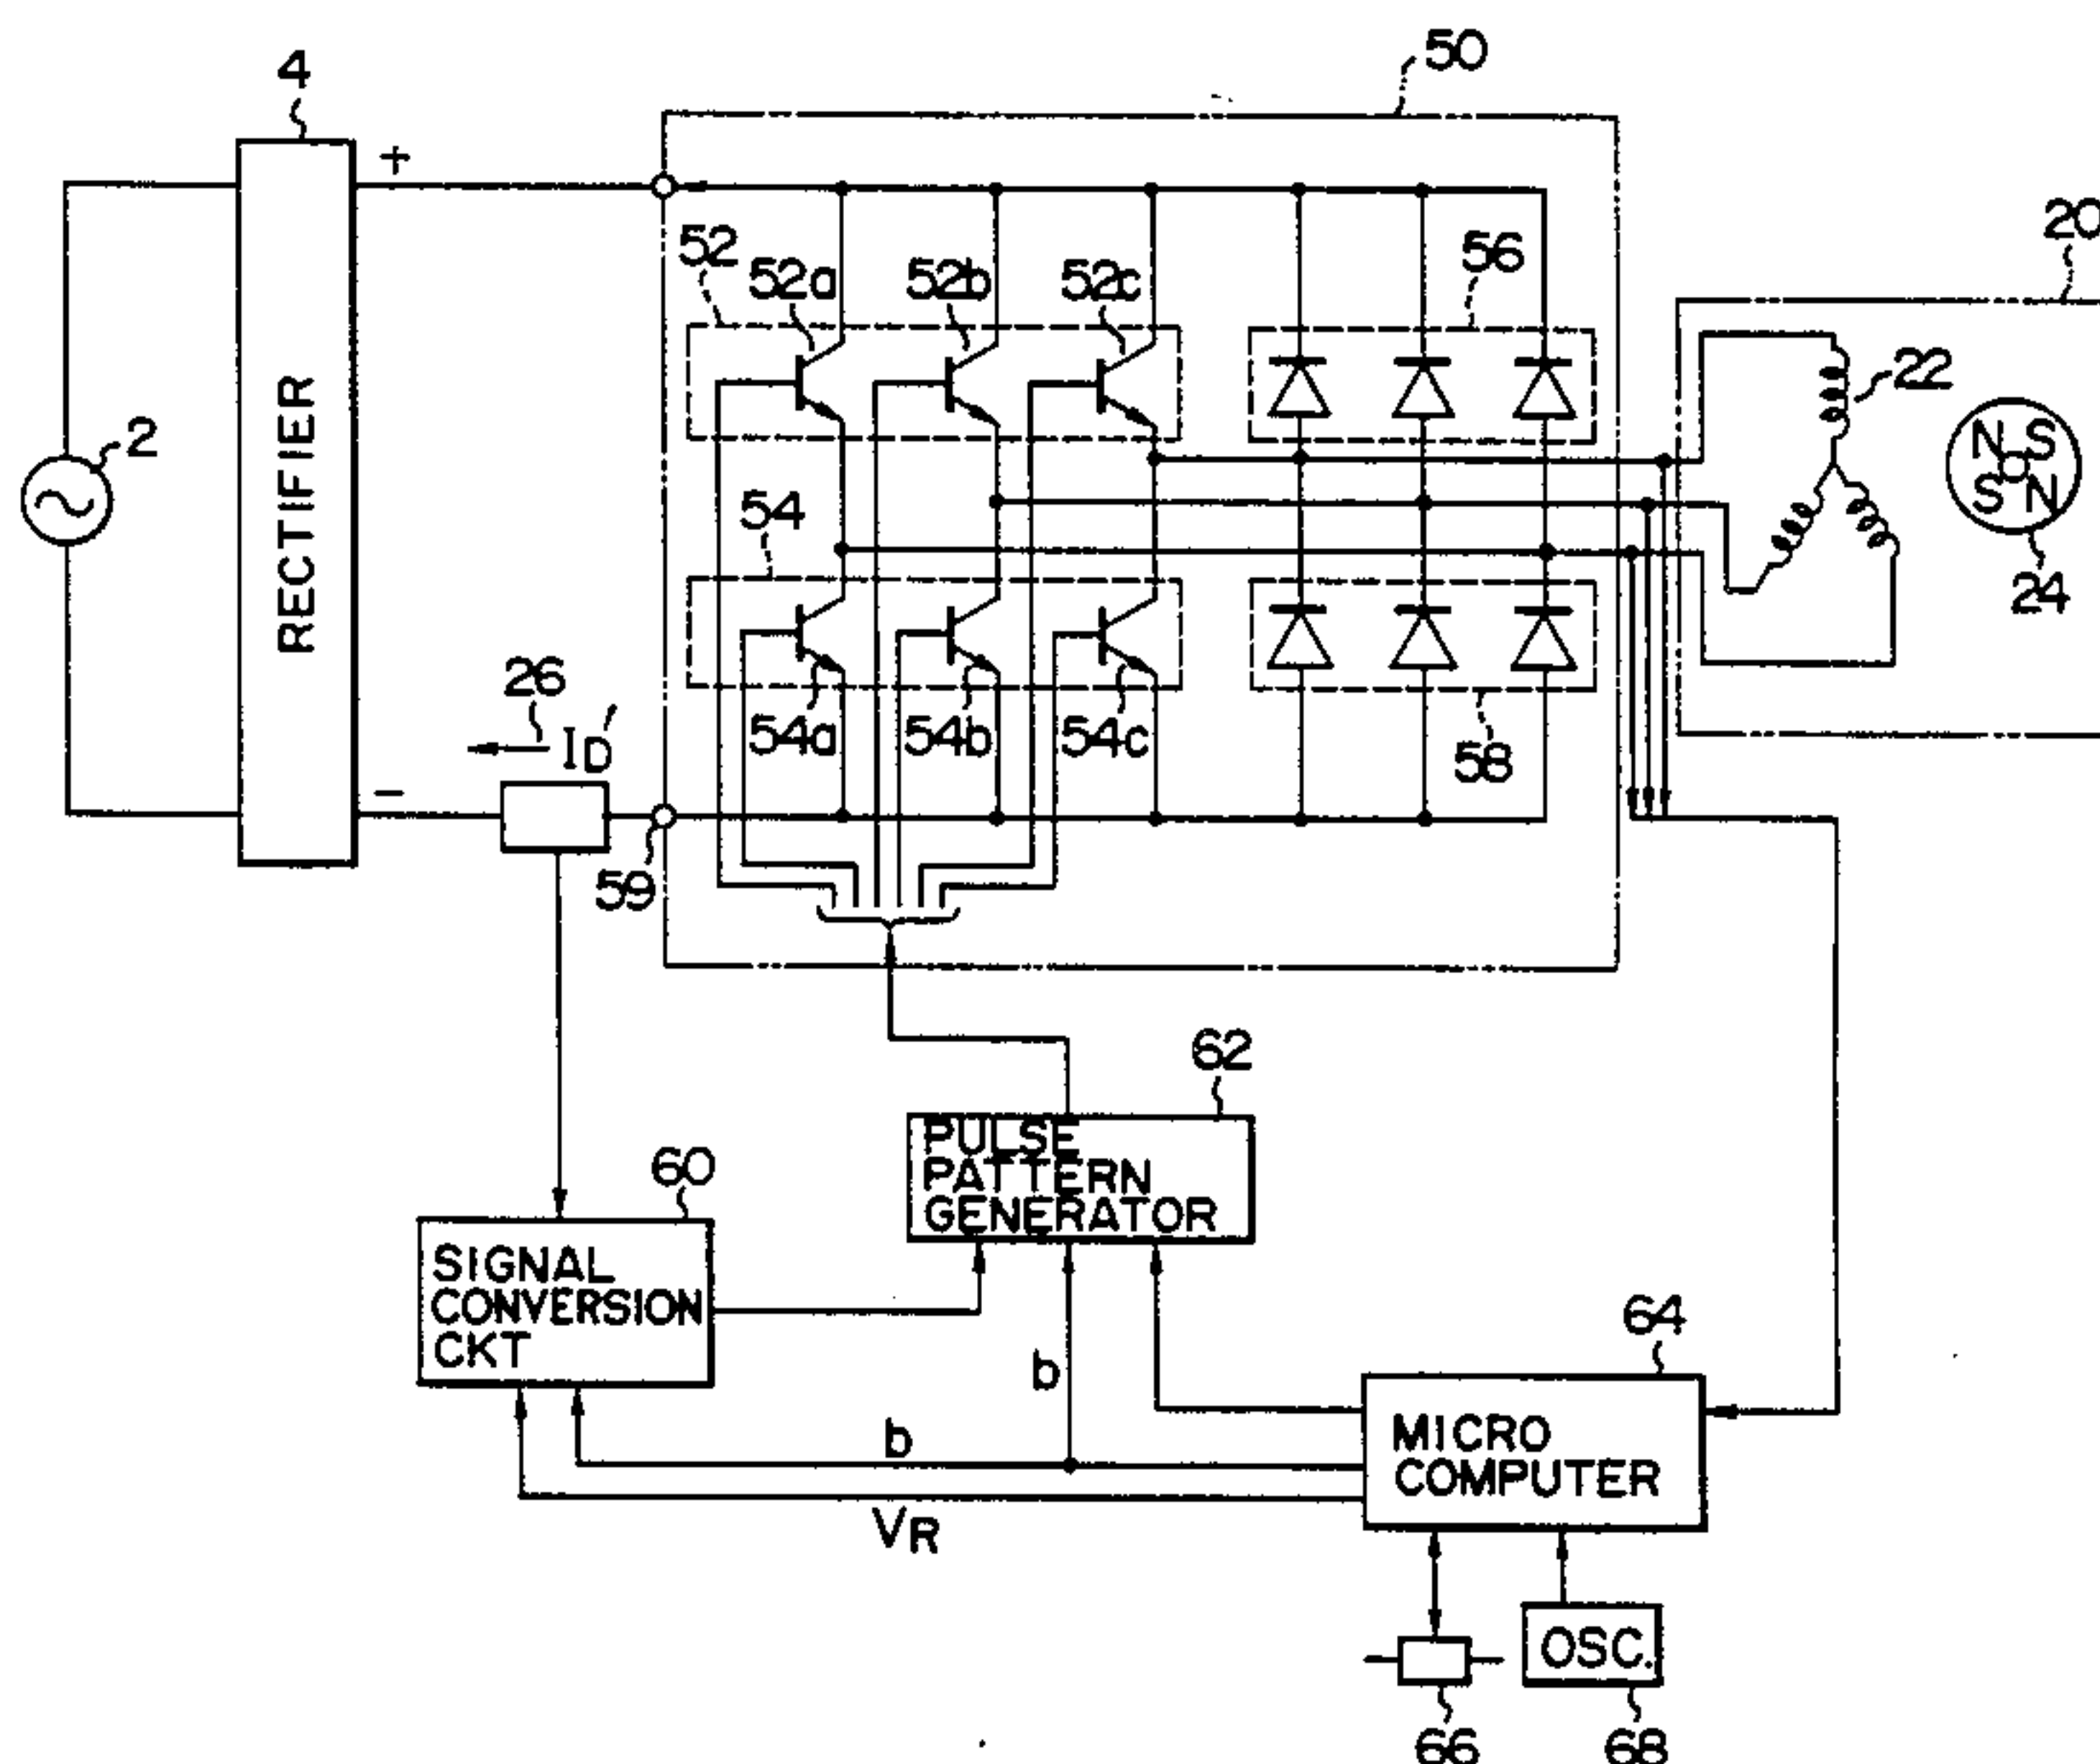 50
4
+
20
52
52a
52b
52c
56
22
2
RECTIFIER
N S
S N
54
24
26
ID'
54a
54b
54c
58
−
59
62
PULSE
PATTERN
GENERATOR
60
SIGNAL
CONVERSION
CKT
64
b
MICRO
COMPUTER
b
VR
OSC.
66
68